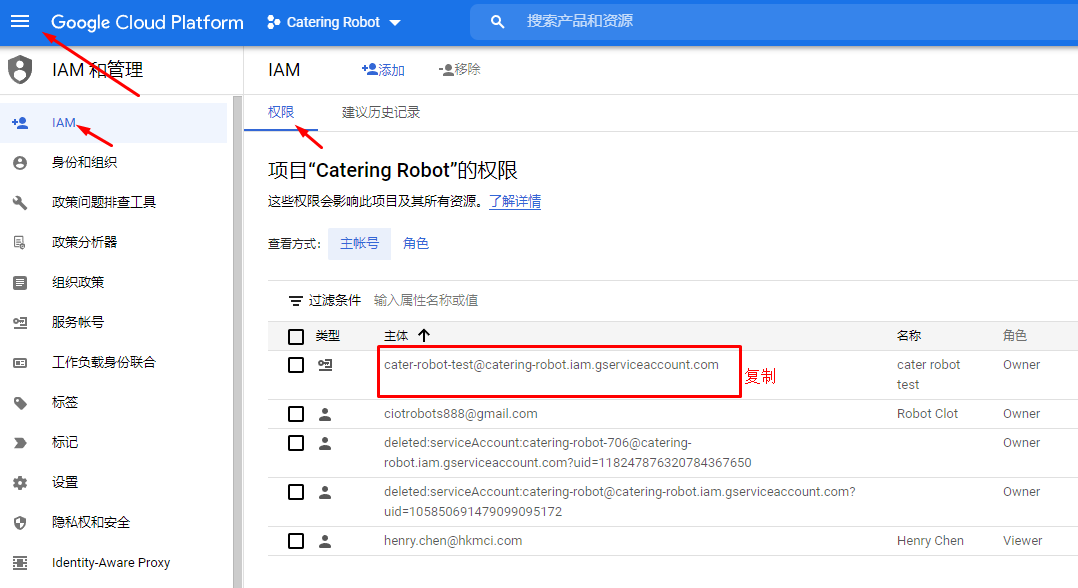 Google Cloud Platform
Catering Robot
搜索产品和资源
IAM 和管理
IAM
添加
移除
IAM
身份和组织
政策问题排查工具
政策分析器
组织政策
服务帐号
工作负载身份联合
标签
标记
设置
隐私权和安全
Identity-Aware Proxy
权限
建议历史记录
项目“Catering Robot”的权限
这些权限会影响此项目及其所有资源。了解详情
查看方式: 主帐号 角色
过滤条件 输入属性名称或值
类型 主体 名称 角色
cater-robot-test@catering-robot.iam.gserviceaccount.com
复制
cater robot
test
Owner
ciotrobots888@gmail.com Robot Clot Owner
deleted:serviceAccount:catering-robot-706@catering-
robot.iam.gserviceaccount.com?uid=118247876320784367650
Owner
deleted:serviceAccount:catering-robot@catering-robot.iam.gserviceaccount.com?
uid=105850691479099095172
Owner
henry.chen@hkmci.com Henry Chen Viewer